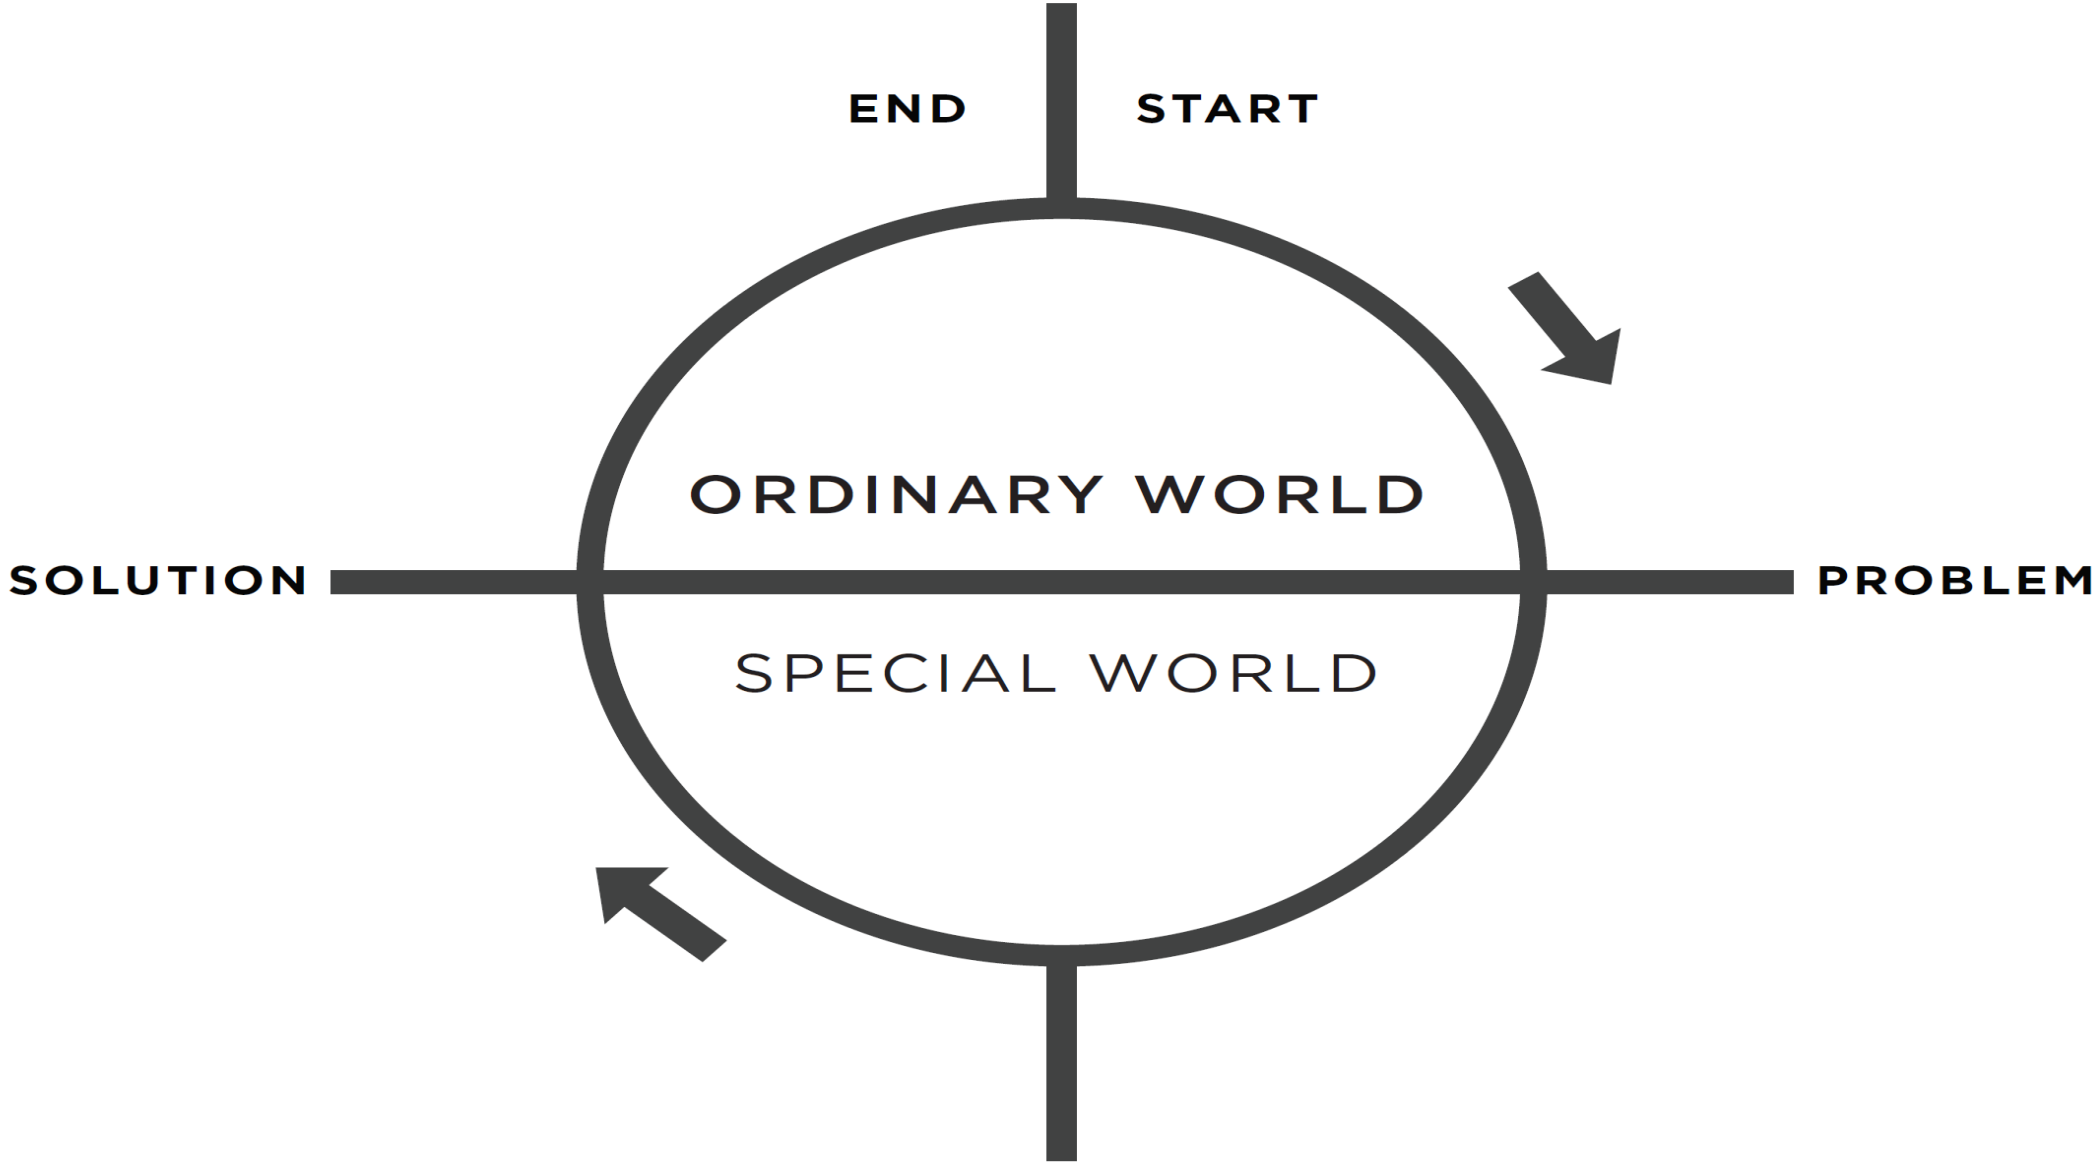 END
START
ORDINARY WORLD
SOLUTION
PROBLEM
SPECIAL WORLD